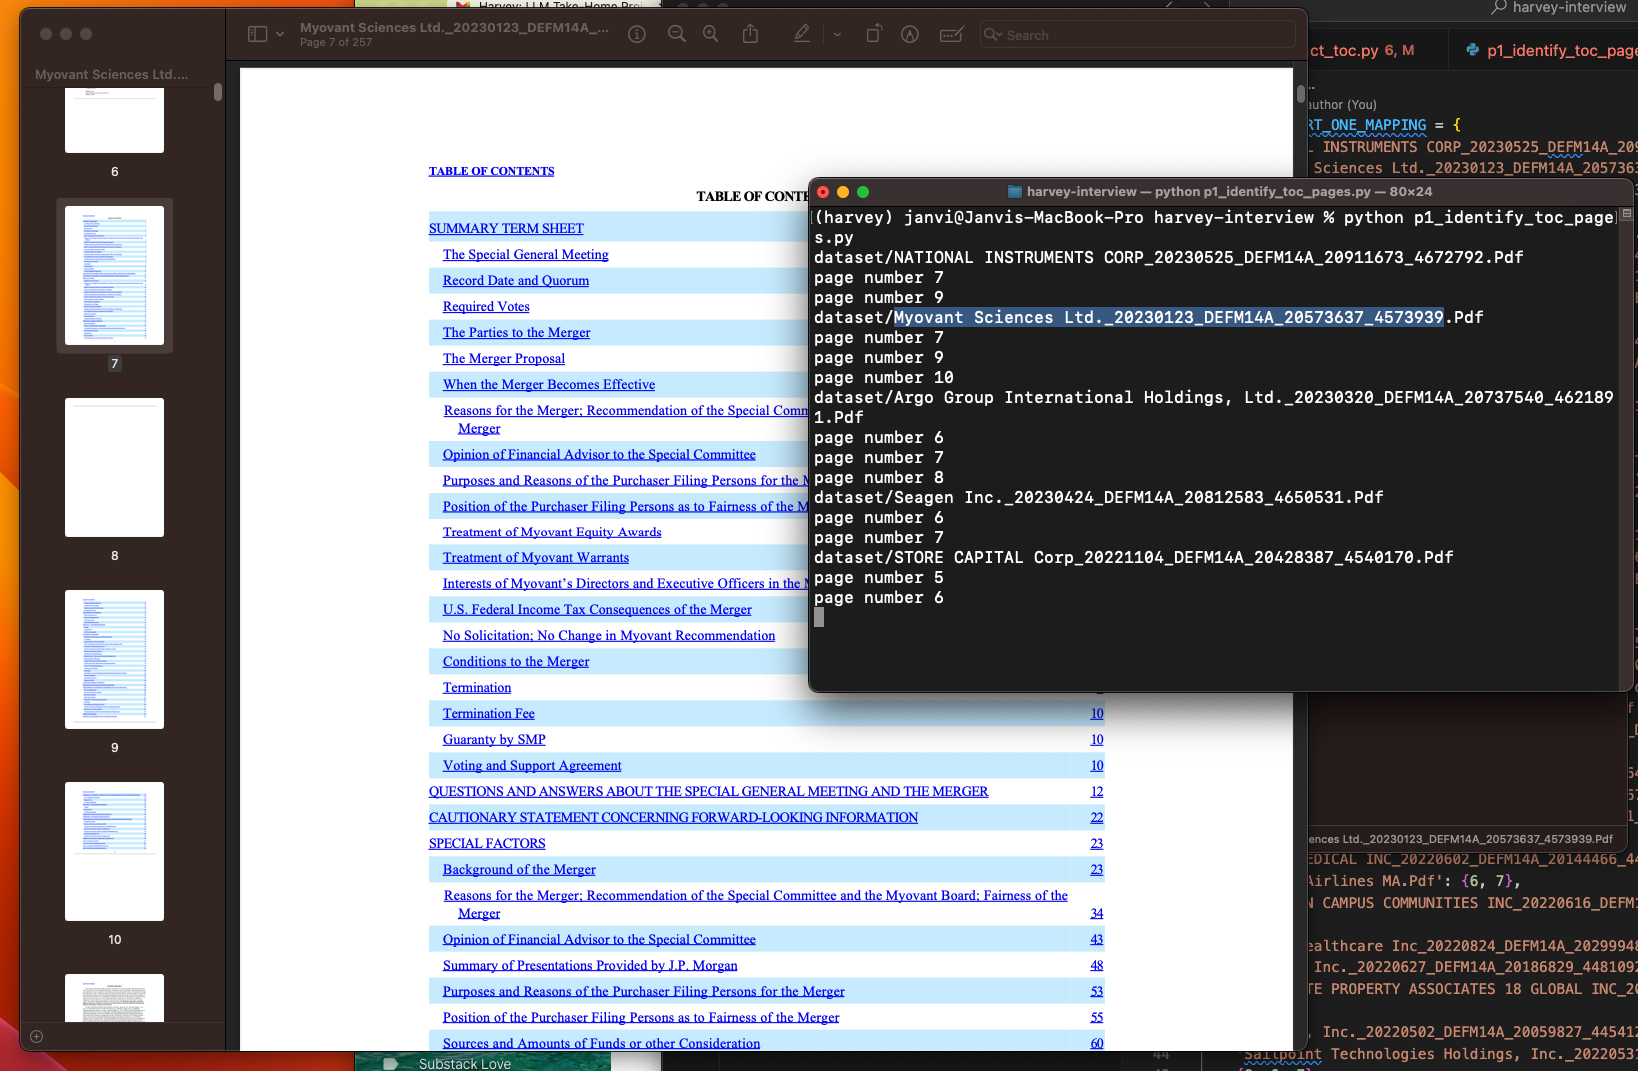 Myovant Sciences Ltd._20230123_DEFM14A_...
Page 7 of 257
Search
Myovant Sciences Ltd....
6
7
8
9
10
TABLE OF CONTENTS
TABLE OF CONTE
SUMMARY TERM SHEET
The Special General Meeting
Record Date and Quorum
Required Votes
The Parties to the Merger
The Merger Proposal
When the Merger Becomes Effective
Reasons for the Merger; Recommendation of the Special Comm
Merger
Opinion of Financial Advisor to the Special Committee
Purposes and Reasons of the Purchaser Filing Persons for the M
Position of the Purchaser Filing Persons as to Fairness of the M
Treatment of Myovant Equity Awards
Treatment of Myovant Warrants
Interests of Myovant's Directors and Executive Officers in the M
U.S. Federal Income Tax Consequences of the Merger
No Solicitation; No Change in Myovant Recommendation
Conditions to the Merger
Termination
Termination Fee 10
Guaranty by SMP 10
Voting and Support Agreement 10
QUESTIONS AND ANSWERS ABOUT THE SPECIAL GENERAL MEETING AND THE MERGER 12
CAUTIONARY STATEMENT CONCERNING FORWARD-LOOKING INFORMATION 22
SPECIAL FACTORS 23
Background of the Merger 23
Reasons for the Merger; Recommendation of the Special Committee and the Myovant Board; Fairness of the
Merger 34
Opinion of Financial Advisor to the Special Committee 43
Summary of Presentations Provided by J.P. Morgan 48
Purposes and Reasons of the Purchaser Filing Persons for the Merger 53
Position of the Purchaser Filing Persons as to Fairness of the Merger 55
Sources and Amounts of Funds or other Consideration 60
harvey-interview — python p1_identify_toc_pages.py — 80×24
(harvey) janvi@Janvis-MacBook-Pro harvey-interview % python p1_identify_toc_page
s.py
dataset/NATIONAL INSTRUMENTS CORP_20230525_DEFM14A_20911673_4672792.Pdf
page number 7
page number 9
dataset/Myovant Sciences Ltd._20230123_DEFM14A_20573637_4573939.Pdf
page number 7
page number 9
page number 10
dataset/Argo Group International Holdings, Ltd._20230320_DEFM14A_20737540_462189
1.Pdf
page number 6
page number 7
page number 8
dataset/Seagen Inc._20230424_DEFM14A_20812583_4650531.Pdf
page number 6
page number 7
dataset/STORE CAPITAL Corp_20221104_DEFM14A_20428387_4540170.Pdf
page number 5
page number 6
harvey-interview
ct_toc.py 6, M
p1_identify_toc_page
author (You)
RT_ONE_MAPPING = {
INSTRUMENTS CORP_20230525_DEFM14A_209
Sciences Ltd._20230123_DEFM14A_205736
ences Ltd._20230123_DEFM14A_20573637_4573939.Pdf
EDICAL INC_20220602_DEFM14A_20144466_44
Airlines MA.Pdf': {6, 7},
N CAMPUS COMMUNITIES INC_20220616_DEFM1
ealthcare Inc_20220824_DEFM14A_2029994
Inc._20220627_DEFM14A_20186829_4481092
TE PROPERTY ASSOCIATES 18 GLOBAL INC_20
, Inc._20220502_DEFM14A_20059827_445412
44 'Sailpoint Technologies Holdings, Inc._2022053
Substack Love